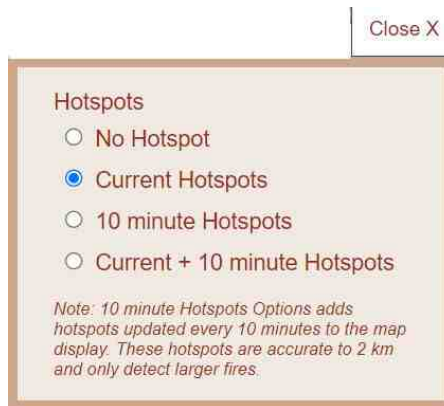 Close X
Hotspots
No Hotspot
Current Hotspots
10 minute Hotspots
Current + 10 minute Hotspots
Note: 10 minute Hotspots Options adds
hotspots updated every 10 minutes to the map
display. These hotspots are accurate to 2 km
and only detect larger fires.